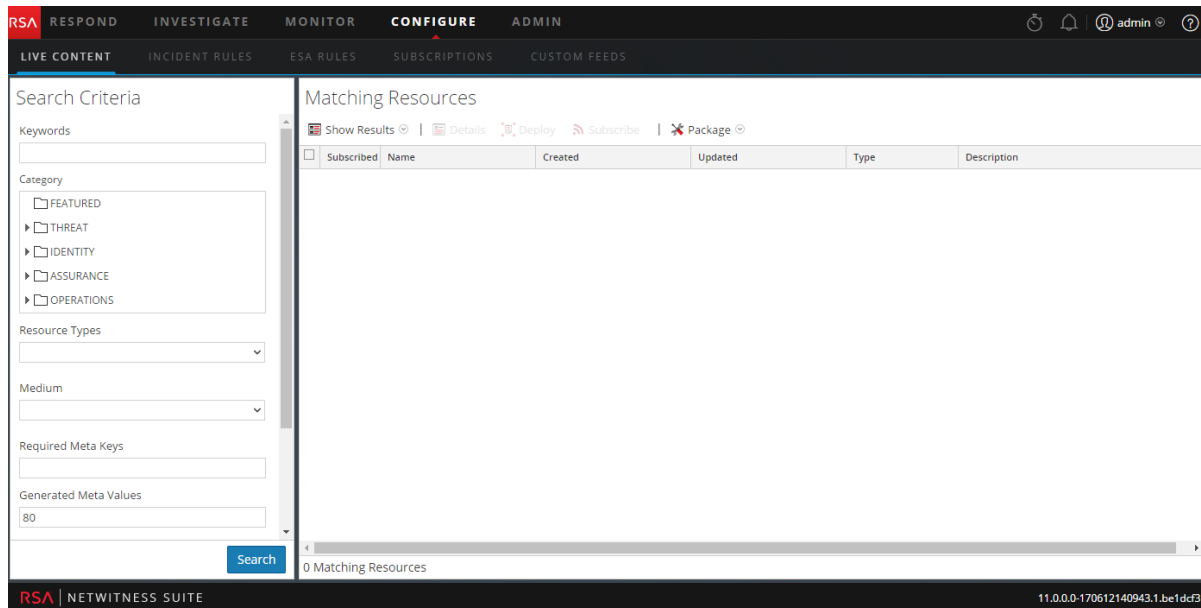 RSA RESPOND INVESTIGATE MONITOR CONFIGURE ADMIN admin
LIVE CONTENT INCIDENT RULES ESA RULES SUBSCRIPTIONS CUSTOM FEEDS
Search Criteria
Keywords
Category
FEATURED
THREAT
IDENTITY
ASSURANCE
OPERATIONS
Resource Types
Medium
Required Meta Keys
Generated Meta Values
80
Search
Matching Resources
Show Results Details Deploy Subscribe Package
Subscribed Name Created Updated Type Description
0 Matching Resources
RSA NETWITNESS SUITE 11.0.0.0-170612140943.1.be1dcf3